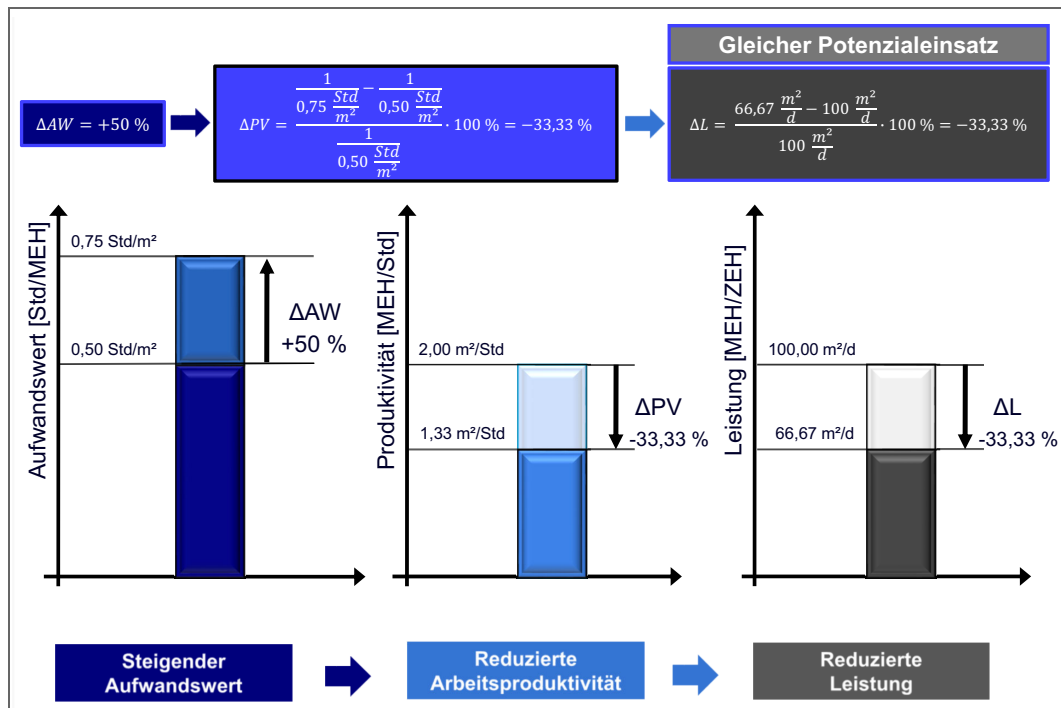 Gleicher Potenzialeinsatz
ΔAW = +50 %
ΔPV = (1/(0,75 Std/m²) − 1/(0,50 Std/m²)) / (1/(0,50 Std/m²)) · 100 % = −33,33 %
ΔL = (66,67 m²/d − 100 m²/d) / (100 m²/d) · 100 % = −33,33 %
Aufwandswert [Std/MEH]
0,75 Std/m²
0,50 Std/m²
ΔAW
+50 %
Produktivität [MEH/Std]
2,00 m²/Std
1,33 m²/Std
ΔPV
-33,33 %
Leistung [MEH/ZEH]
100,00 m²/d
66,67 m²/d
ΔL
-33,33 %
Steigender
Aufwandswert
Reduzierte
Arbeitsproduktivität
Reduzierte
Leistung